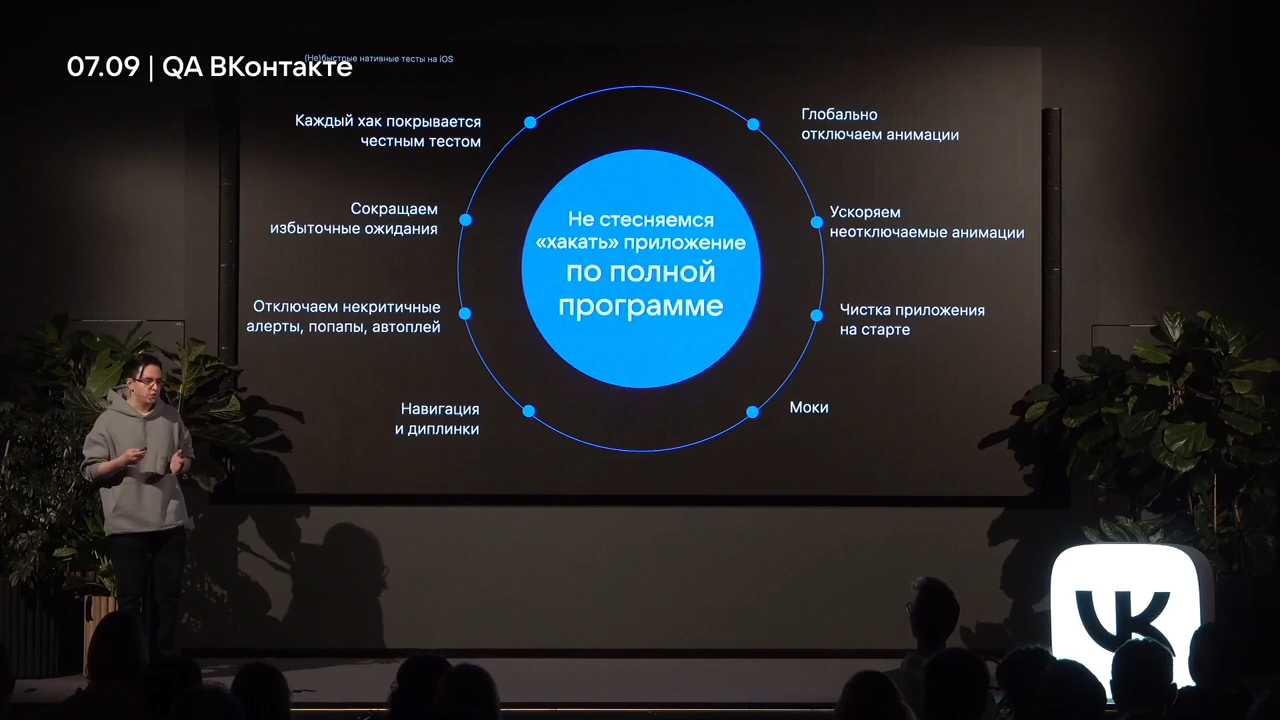 (Не)быстрые нативные тесты на iOS
07.09 | QA ВКонтакте
Каждый хак покрывается
честным тестом
Сокращаем
избыточные ожидания
Отключаем некритичные
алерты, попапы, автоплей
Навигация
и диплинки
Не стесняемся
«хакать» приложение
по полной
программе
Глобально
отключаем анимации
Ускоряем
неотключаемые анимации
Чистка приложения
на старте
Моки
VK